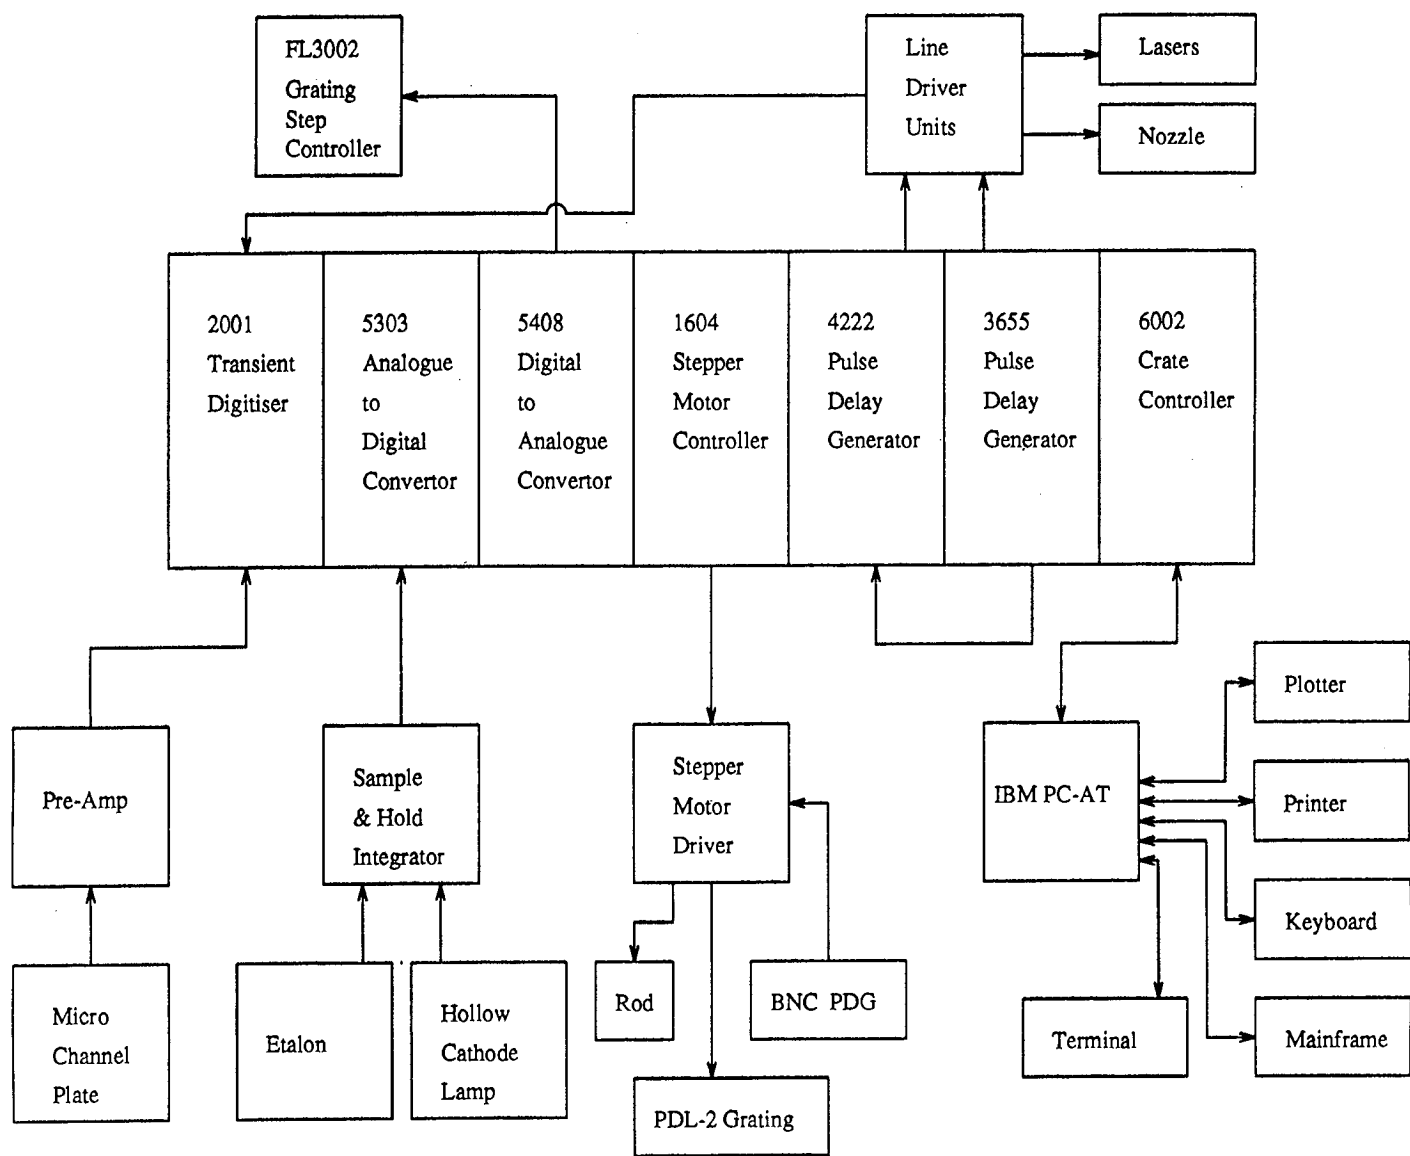 FL3002
Grating
Step
Controller
Line
Driver
Units
Lasers
Nozzle
2001
Transient
Digitiser
5303
Analogue
to
Digital
Convertor
5408
Digital
to
Analogue
Convertor
1604
Stepper
Motor
Controller
4222
Pulse
Delay
Generator
3655
Pulse
Delay
Generator
6002
Crate
Controller
Pre-Amp
Sample
& Hold
Integrator
Stepper
Motor
Driver
IBM PC-AT
Plotter
Printer
Keyboard
Mainframe
Terminal
Micro
Channel
Plate
Etalon
Hollow
Cathode
Lamp
Rod
BNC PDG
PDL-2 Grating